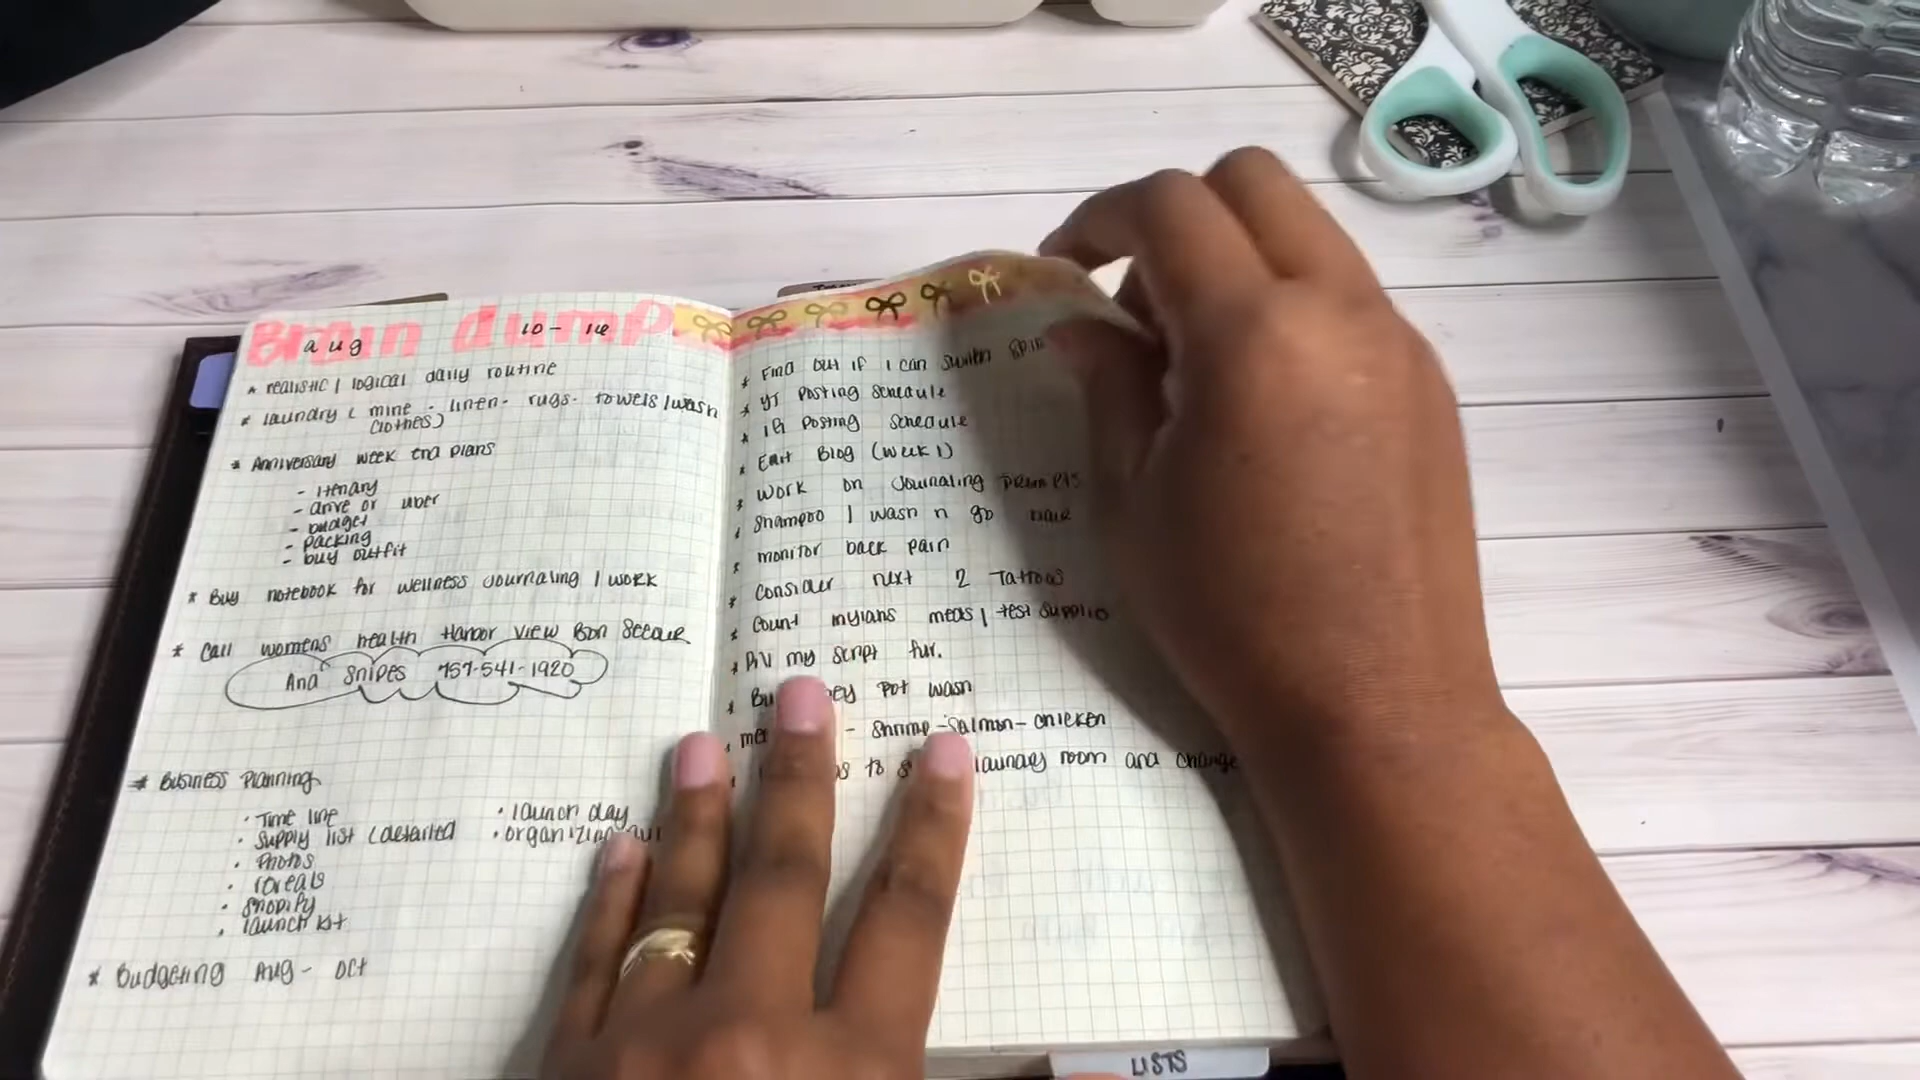 Brain dump
aug 10 - 14
* realistic / logical daily routine
* laundry ( mine - linen - rugs - towels / wash
clothes)
* Anniversary week end plans
- itenary
- drive or uber
- budget
- packing
- buy outfit
* Buy notebook for wellness journaling / work
* call womens health Harbor view Bon Secour
Ana Snipes 757-541-1920
* Business Planning
• Time line
• supply list (detailed
• Photos
• shopify
• launch list
• launch day
• organizing
* Budgeting Aug - Oct
* Find out if I can switch
* YT Posting schedule
* IG Posting schedule
* Edit Blog (week 1)
* work on Journaling Prompts
* shampoo / wash n go hair
* monitor back pain
* consider next 2 Tattoos
* count mylans meds / test supplies
* my script for.
* pot wash
* - shrimp - salmon - chicken
* to laundry room and change
LISTS